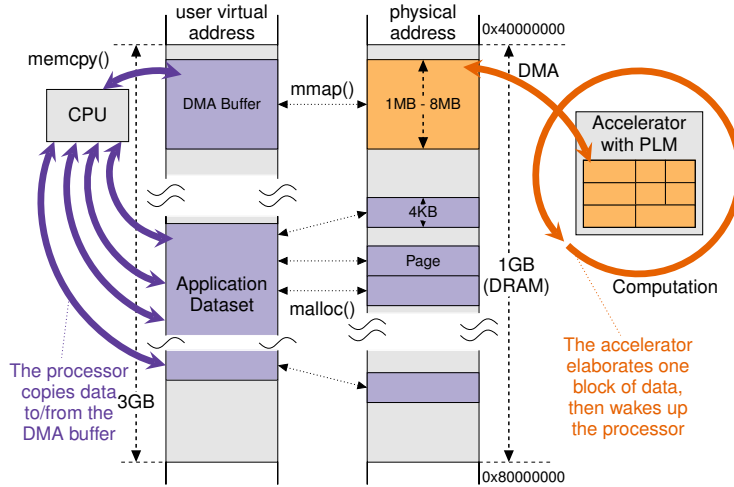 user virtual
address
physical
address
0x40000000
memcpy()
DMA
CPU
DMA Buffer
mmap()
1MB - 8MB
Accelerator
with PLM
4KB
Page
1GB
(DRAM)
Application
Dataset
malloc()
Computation
The processor
copies data
to/from the
DMA buffer
3GB
The accelerator
elaborates one
block of data,
then wakes up
the processor
0x80000000